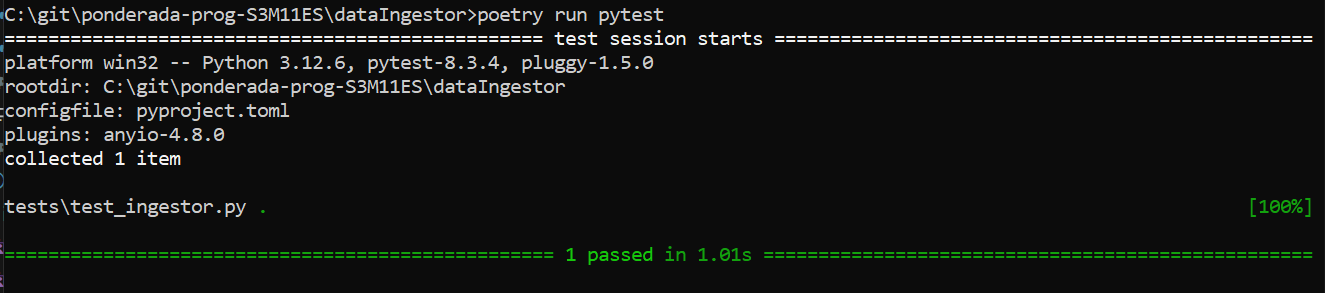 C:\git\ponderada-prog-S3M11ES\dataIngestor>poetry run pytest
================================================= test session starts =================================================
platform win32 -- Python 3.12.6, pytest-8.3.4, pluggy-1.5.0
rootdir: C:\git\ponderada-prog-S3M11ES\dataIngestor
configfile: pyproject.toml
plugins: anyio-4.8.0
collected 1 item
tests\test_ingestor.py . [100%]
================================================== 1 passed in 1.01s ==================================================